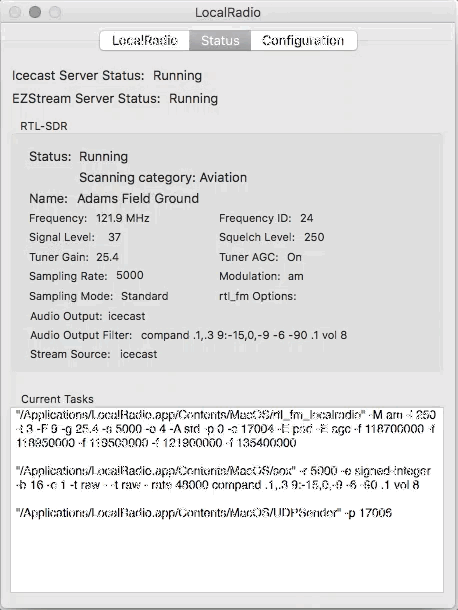 LocalRadio
LocalRadio Status Configuration
Icecast Server Status: Running
EZStream Server Status: Running
RTL-SDR
Status: Running
Scanning category: Aviation
Name: Adams Field Ground
Frequency: 121.9 MHz Frequency ID: 24
Signal Level: 37 Squelch Level: 250
Tuner Gain: 25.4 Tuner AGC: On
Sampling Rate: 5000 Modulation: am
Sampling Mode: Standard rtl_fm Options:
Audio Output: icecast
Audio Output Filter: compand .1,.3 9:-15,0,-9 -6 -90 .1 vol 8
Stream Source: icecast
Current Tasks
"/Applications/LocalRadio.app/Contents/MacOS/rtl_fm_localradio" -M am -l 250
-t 3 -F 9 -g 25.4 -s 5000 -o 4 -A std -p 0 -c 17004 -E pad -E agc -f 118700000 -f
118950000 -f 119500000 -f 121900000 -f 135400000
"/Applications/LocalRadio.app/Contents/MacOS/sox" -r 5000 -e signed-integer
-b 16 -c 1 -t raw - -t raw - rate 48000 compand .1,.3 9:-15,0,-9 -6 -90 .1 vol 8
"/Applications/LocalRadio.app/Contents/MacOS/UDPSender" -p 17006